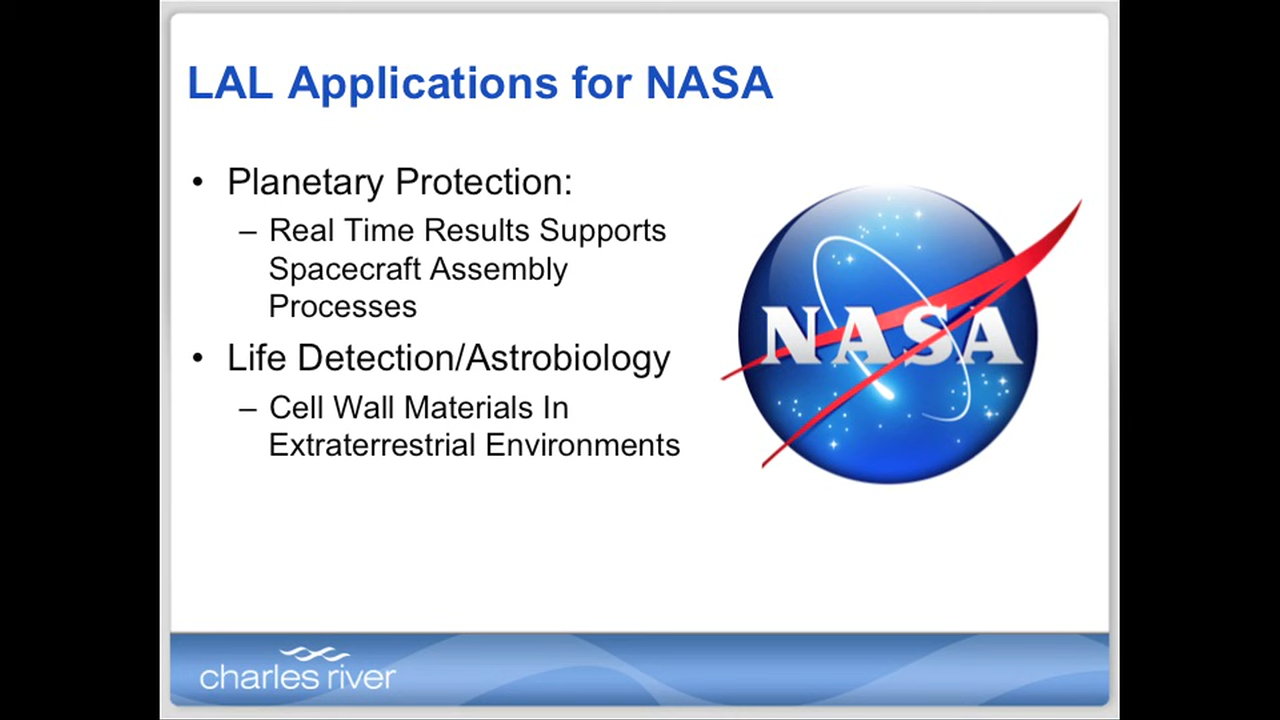 LAL Applications for NASA
• Planetary Protection:
– Real Time Results Supports
Spacecraft Assembly
Processes
• Life Detection/Astrobiology
– Cell Wall Materials In
Extraterrestrial Environments
NASA
charles river